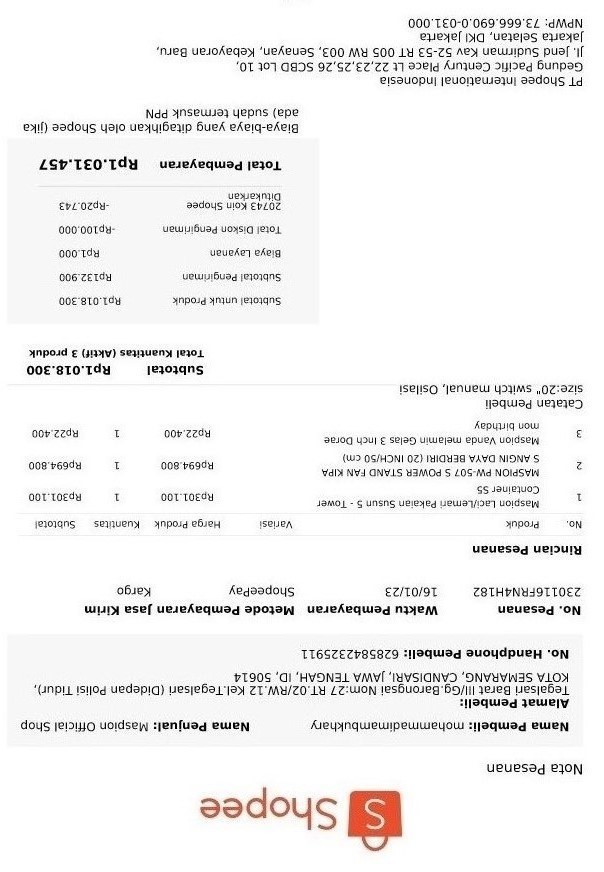 Shopee
Nota Pesanan
Nama Pembeli: mohammadimambukhary Nama Penjual: Maspion Official Shop
Alamat Pembeli:
Tegalsari Barat III/Gg.Barongsai Nom:27 RT.02/RW.12 Kel.Tegalsari (Didepan Polisi Tidur),
KOTA SEMARANG, CANDISARI, JAWA TENGAH, ID, 50614
No. Handphone Pembeli: 6285842325911
No. Pesanan Waktu Pembayaran Metode Pembayaran Jasa Kirim
230116FRN4H182 16/01/23 ShopeePay Kargo
Rincian Pesanan
No. Produk Variasi Harga Produk Kuantitas Subtotal
1 Maspion Laci/Lemari Pakaian Susun 5 - Tower Rp301.100 1 Rp301.100
Container S5
2 MASPION PW-507 S POWER STAND FAN KIPA Rp694.800 1 Rp694.800
S ANGIN DAYA BERDIRI (20 INCH/50 cm)
3 Maspion Vanda melamin Gelas 3 Inch Dorae Rp22.400 1 Rp22.400
mon birthday
Catatan Pembeli
size:20" switch manual, Osilasi
Subtotal Rp1.018.300
Total Kuantitas (Aktif) 3 produk
Subtotal untuk Produk Rp1.018.300
Subtotal Pengiriman Rp132.900
Biaya Layanan Rp1.000
Total Diskon Pengiriman -Rp100.000
20743 Koin Shopee -Rp20.743
Ditukarkan
Total Pembayaran Rp1.031.457
Biaya-biaya yang ditagihkan oleh Shopee (jika
ada) sudah termasuk PPN
PT Shopee International Indonesia
Gedung Pacific Century Place Lt 22,23,25,26 SCBD Lot 10,
Jl. Jend Sudirman Kav 52-53 RT 005 RW 003, Senayan, Kebayoran Baru,
Jakarta Selatan, DKI Jakarta
NPWP: 73.666.690.0-031.000